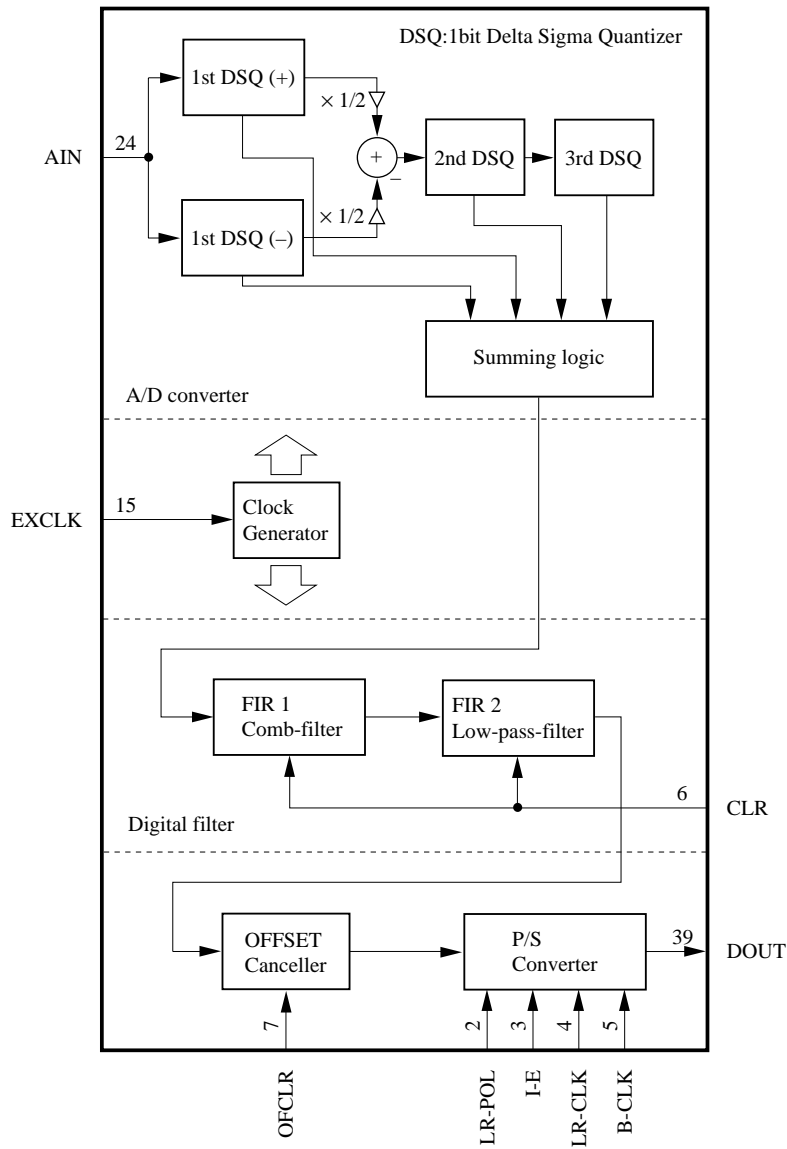 DSQ:1bit Delta Sigma Quantizer
1st DSQ (+)
× 1/2
24
AIN
+
–
2nd DSQ
3rd DSQ
× 1/2
1st DSQ (–)
Summing logic
A/D converter
15
EXCLK
Clock
Generator
FIR 1
Comb-filter
FIR 2
Low-pass-filter
6
CLR
Digital filter
OFFSET
Canceller
P/S
Converter
39
DOUT
7
2
3
4
5
OFCLR
LR-POL
I-E
LR-CLK
B-CLK